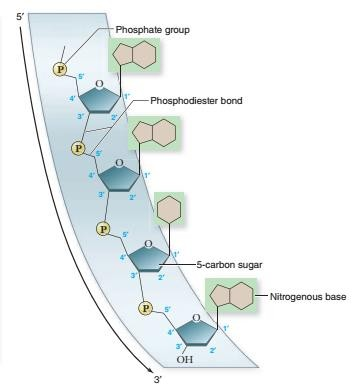 5′
Phosphate group
P
5′
O
4′
1′
3′
2′
Phosphodiester bond
P
5′
O
4′
1′
3′
2′
P
5′
O
4′
1′
3′
2′
5-carbon sugar
P
5′
O
4′
1′
3′
2′
OH
Nitrogenous base
3′